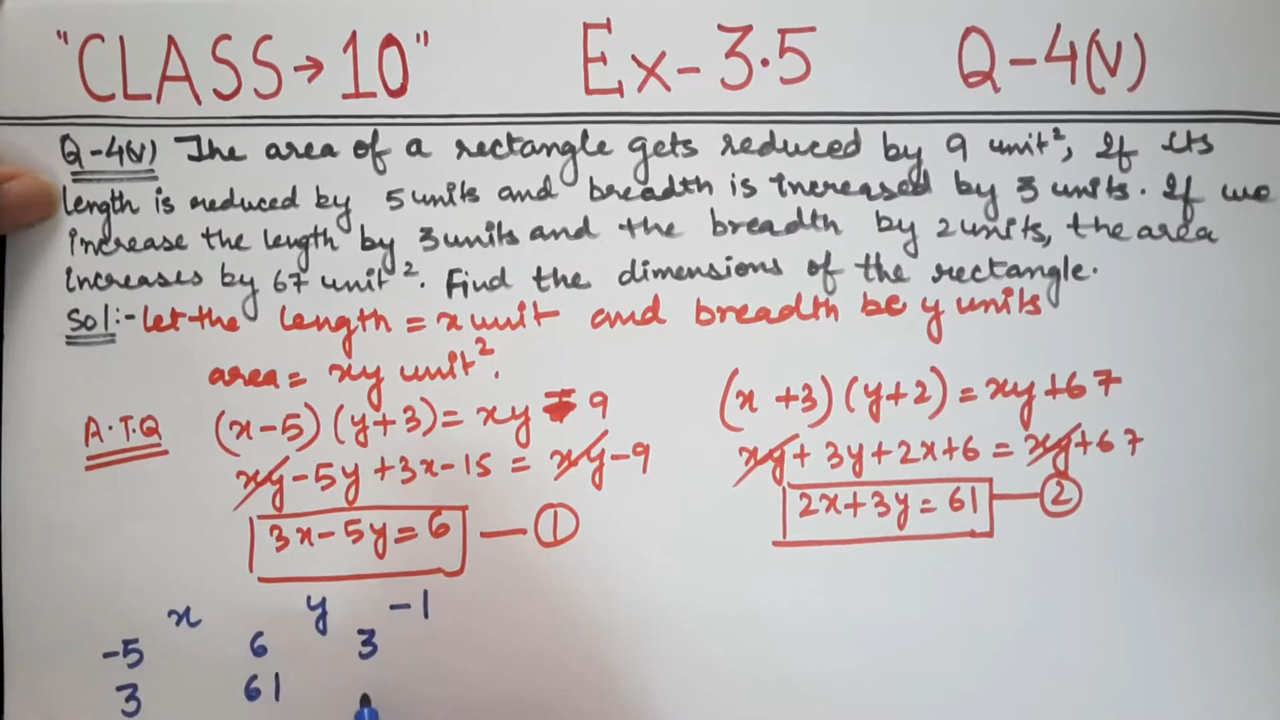 "CLASS → 10" Ex-3.5 Q-4(v)
Q-4(v) The area of a rectangle gets reduced by 9 unit², If its
length is reduced by 5 units and breadth is increased by 3 units. If we
increase the length by 3 units and the breadth by 2 units, the area
increases by 67 unit². Find the dimensions of the rectangle.
Sol:- let the length = x unit and breadth be y units
area = xy unit².
A.T.Q (x-5)(y+3) = xy - 9 (x+3)(y+2) = xy+67
xy - 5y + 3x - 15 = xy - 9 xy + 3y + 2x + 6 = xy + 67
3x - 5y = 6 — ① 2x + 3y = 61 — ②
x y -1
-5 6 3
3 61